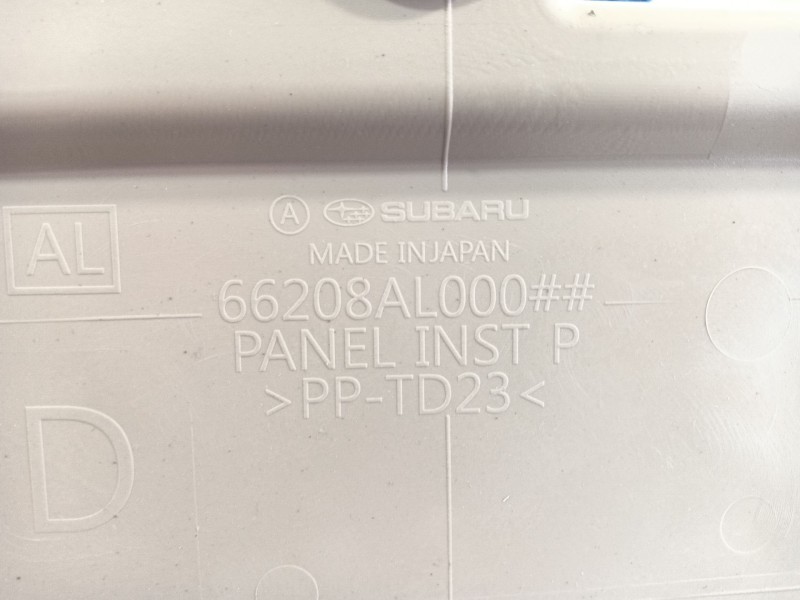 A SUBARU
AL
MADE INJAPAN
66208AL000##
PANEL INST P
>PP-TD23<
D